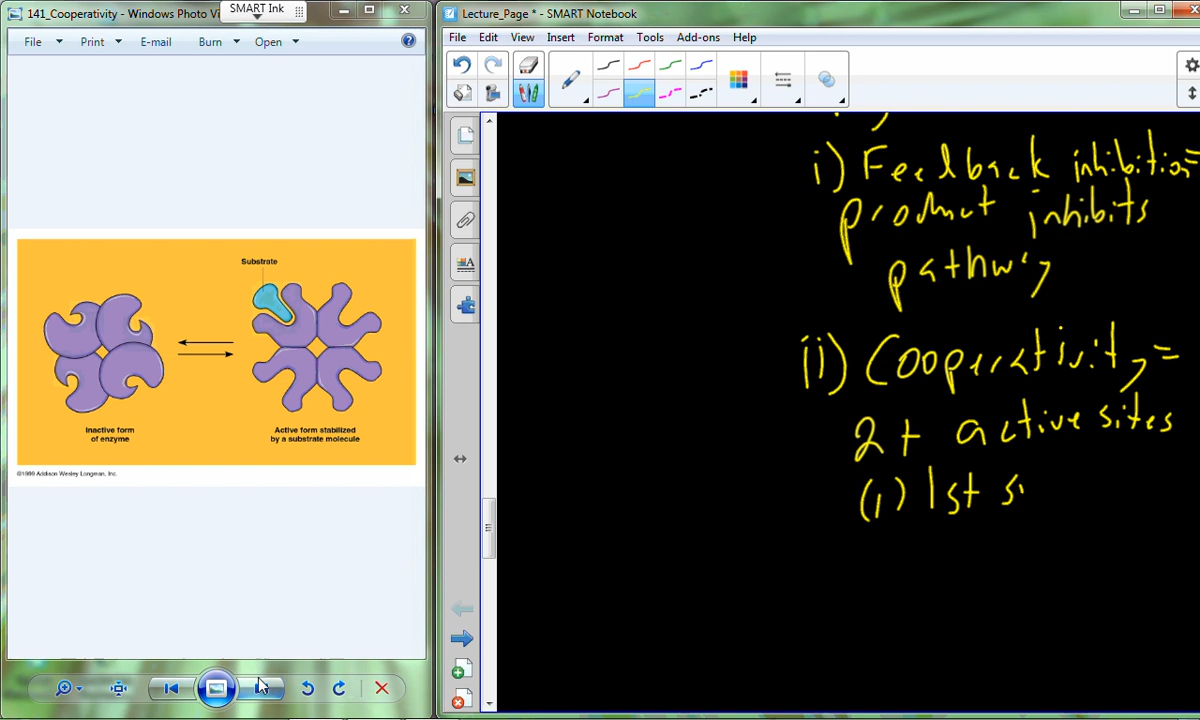 141_Cooperativity - Windows Photo Vi
SMART Ink
File Print E-mail Burn Open
Substrate
Inactive form
of enzyme
Active form stabilized
by a substrate molecule
©1999 Addison Wesley Longman, Inc.
Lecture_Page * - SMART Notebook
File Edit View Insert Format Tools Add-ons Help
i) Feedback inhibition=
product inhibits
pathway
ii) Cooperativity=
2+ active sites
(1) 1st s